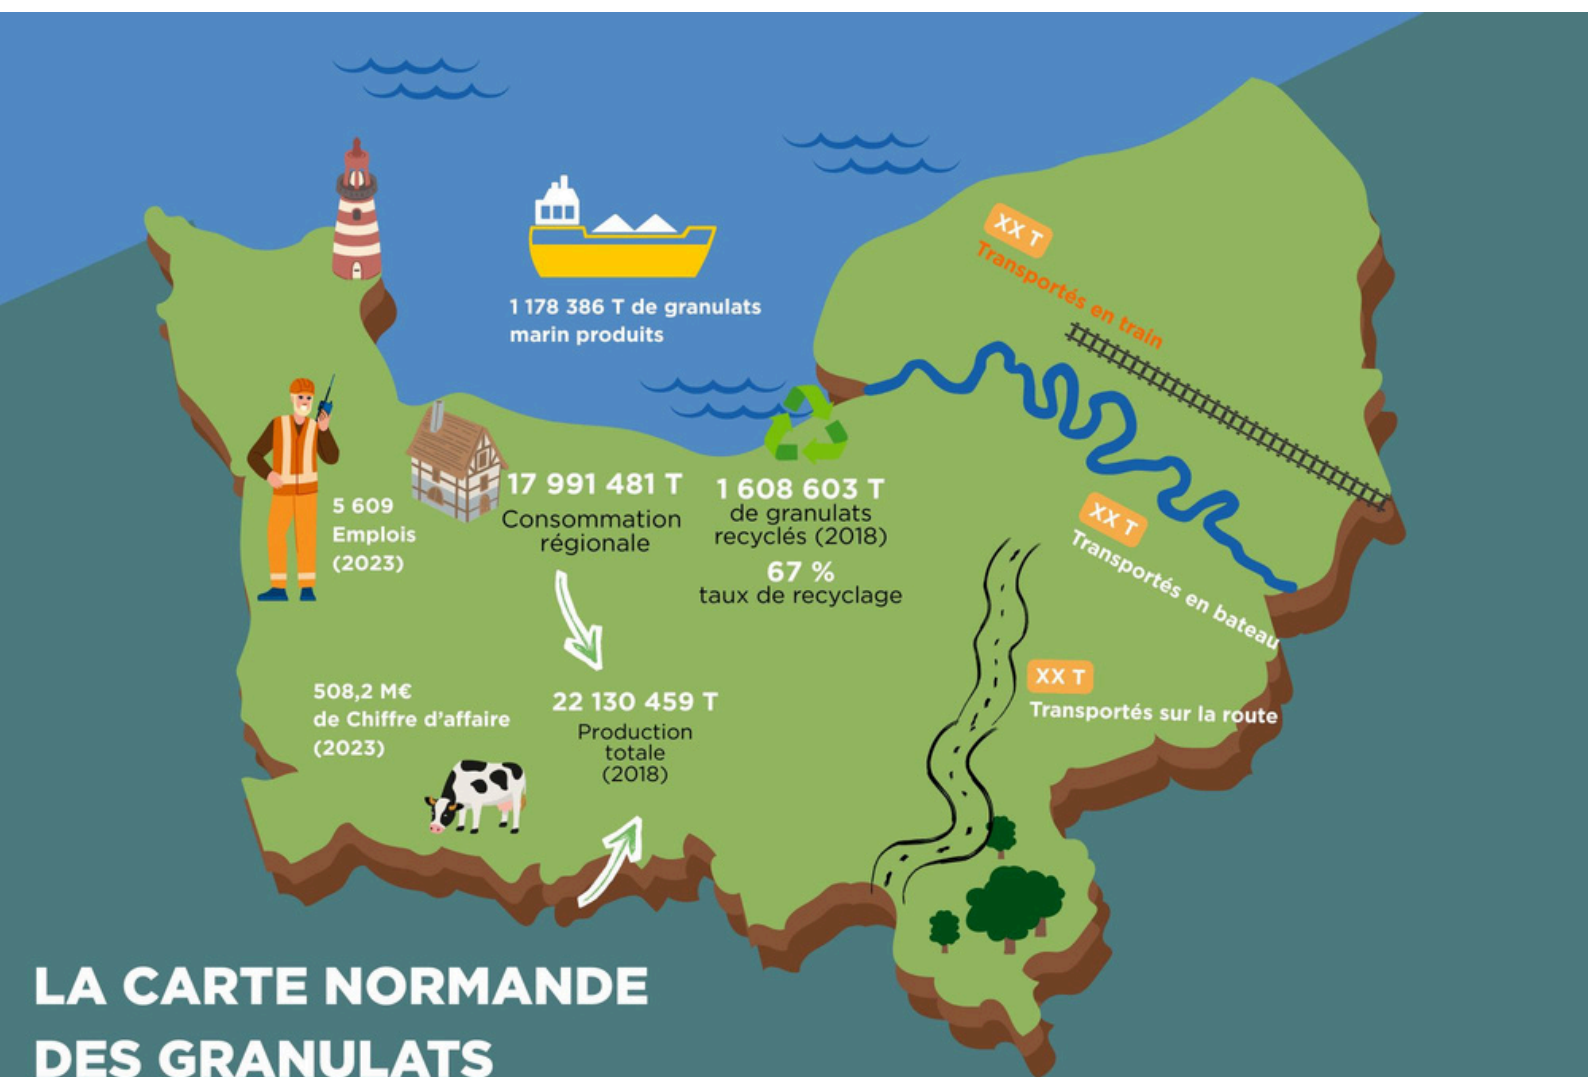 XX T
Transportés en train
1 178 386 T de granulats
marin produits
17 991 481 T
Consommation
régionale
1 608 603 T
de granulats
recyclés (2018)
67 %
taux de recyclage
5 609
Emplois
(2023)
XX T
Transportés en bateau
508,2 M€
de Chiffre d'affaire
(2023)
22 130 459 T
Production
totale
(2018)
XX T
Transportés sur la route
LA CARTE NORMANDE
DES GRANULATS